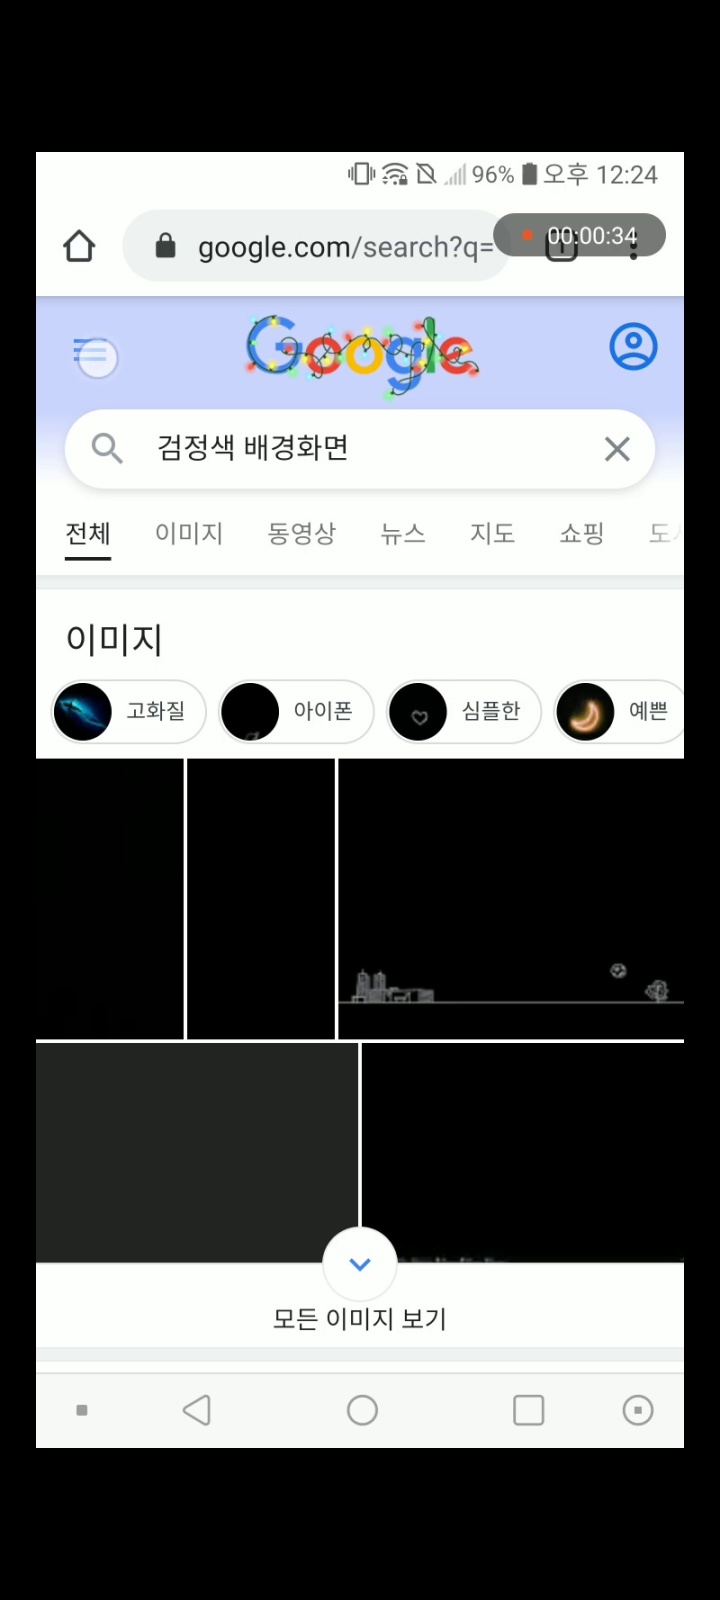 96% 오후 12:24
google.com/search?q=
00:00:34
Google
검정색 배경화면
전체 이미지 동영상 뉴스 지도 쇼핑
이미지
고화질 아이폰 심플한 예쁜
모든 이미지 보기